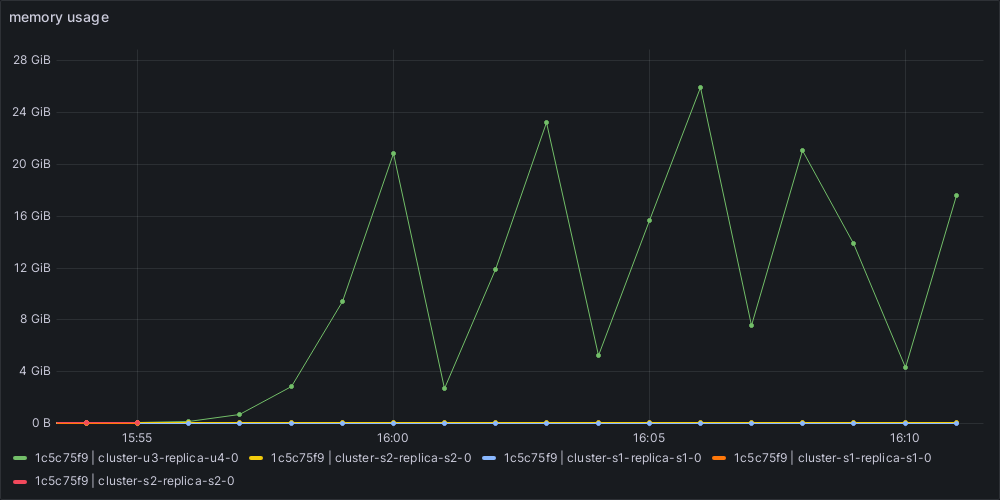 memory usage
28 GiB
24 GiB
20 GiB
16 GiB
12 GiB
8 GiB
4 GiB
0 B
15:55 16:00 16:05 16:10
1c5c75f9 | cluster-u3-replica-u4-0 1c5c75f9 | cluster-s2-replica-s2-0 1c5c75f9 | cluster-s1-replica-s1-0 1c5c75f9 | cluster-s1-replica-s1-0
1c5c75f9 | cluster-s2-replica-s2-0